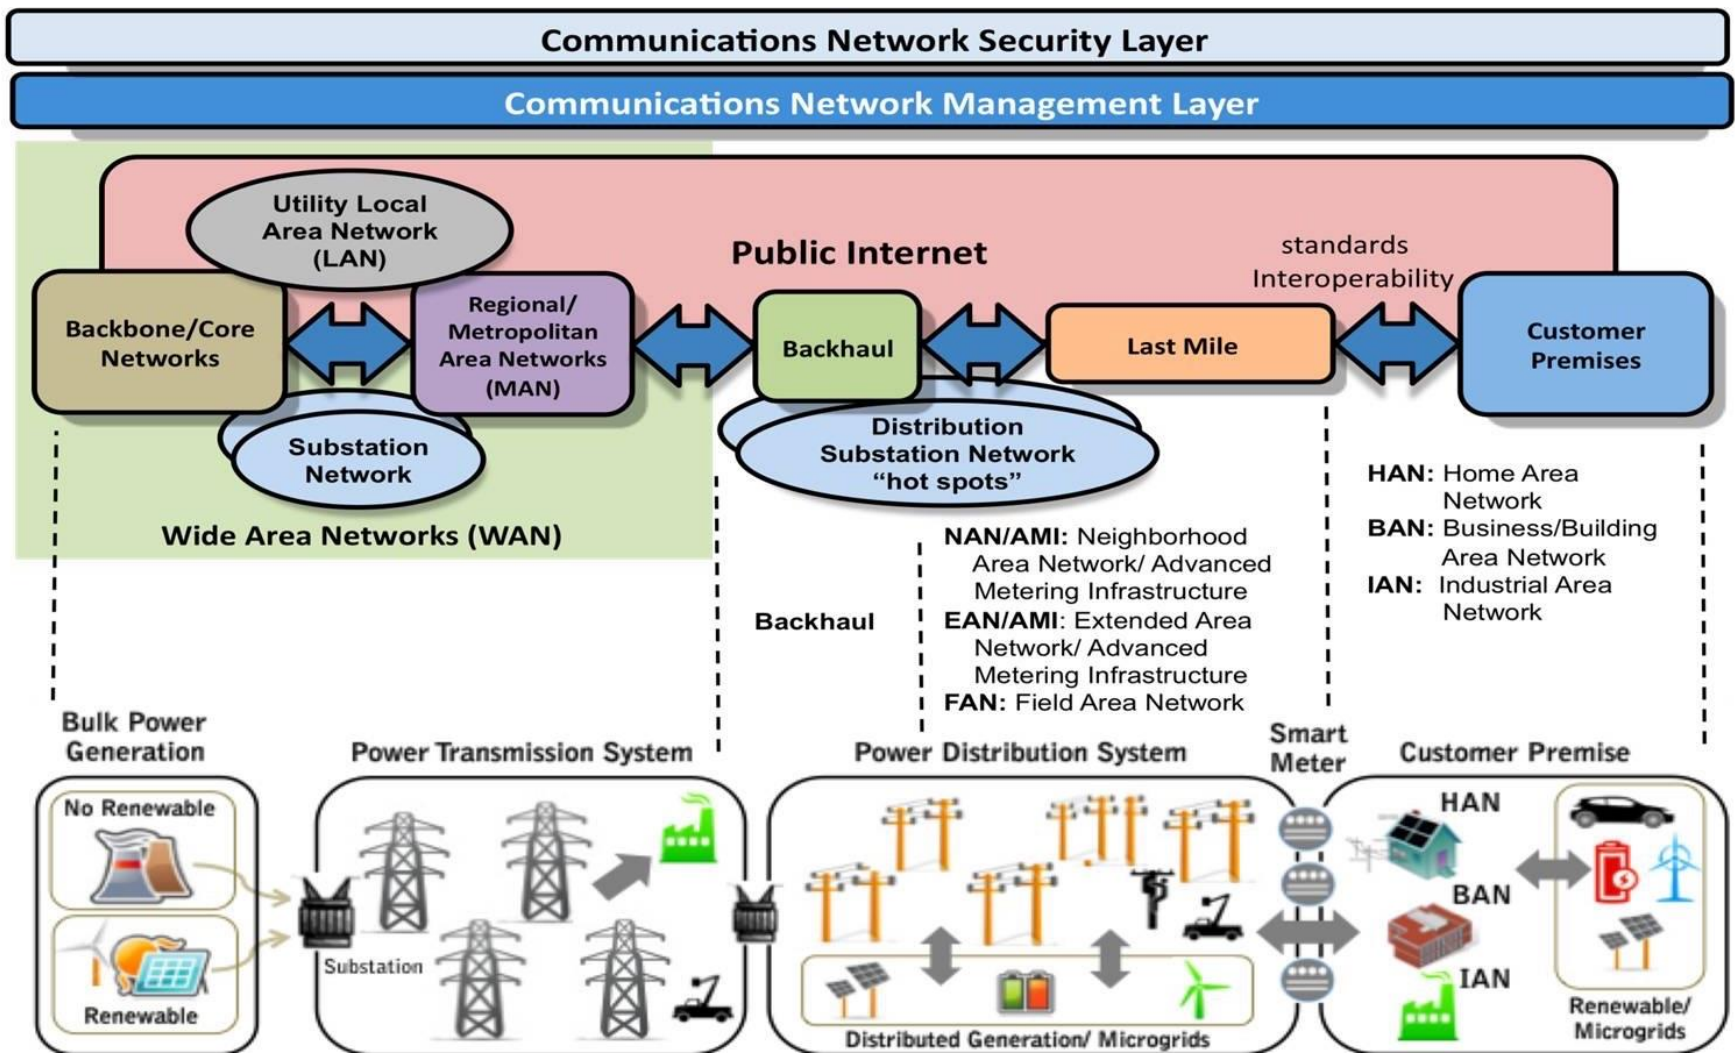 Communications Network Security Layer
Communications Network Management Layer
Utility Local
Area Network
(LAN)
Public Internet
standards
Interoperability
Backbone/Core
Networks
Regional/
Metropolitan
Area Networks
(MAN)
Backhaul
Last Mile
Customer
Premises
Substation
Network
Distribution
Substation Network
“hot spots”
Wide Area Networks (WAN)
Backhaul
NAN/AMI: Neighborhood
Area Network/ Advanced
Metering Infrastructure
EAN/AMI: Extended Area
Network/ Advanced
Metering Infrastructure
FAN: Field Area Network
HAN: Home Area
Network
BAN: Business/Building
Area Network
IAN: Industrial Area
Network
Bulk Power
Generation
Power Transmission System
Power Distribution System
Smart
Meter
Customer Premise
No Renewable
Renewable
Substation
Distributed Generation/ Microgrids
HAN
BAN
IAN
Renewable/
Microgrids